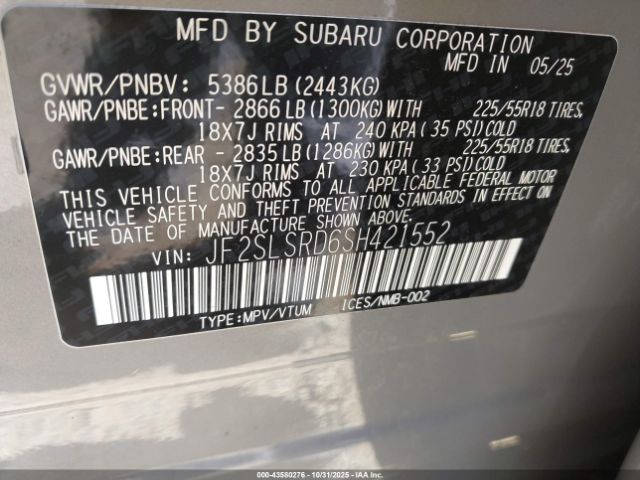 MFD BY SUBARU CORPORATION
MFD IN 05/25
GVWR/PNBV: 5386LB (2443KG)
GAWR/PNBE:FRONT- 2866 LB (1300KG) WITH 225/55R18 TIRES,
18X7J RIMS AT 240 KPA (35 PSI) COLD
GAWR/PNBE:REAR - 2835 LB (1286KG) WITH 225/55R18 TIRES,
18X7J RIMS AT 230 KPA (33 PSI) COLD
THIS VEHICLE CONFORMS TO ALL APPLICABLE FEDERAL MOTOR
VEHICLE SAFETY AND THEFT PREVENTION STANDARDS IN EFFECT ON
THE DATE OF MANUFACTURE SHOWN ABOVE.
VIN: JF2SLSRD6SH421552
TYPE:MPV/VTUM ICES/NMB-002
000-43580276 - 10/31/2025 - IAA Inc.